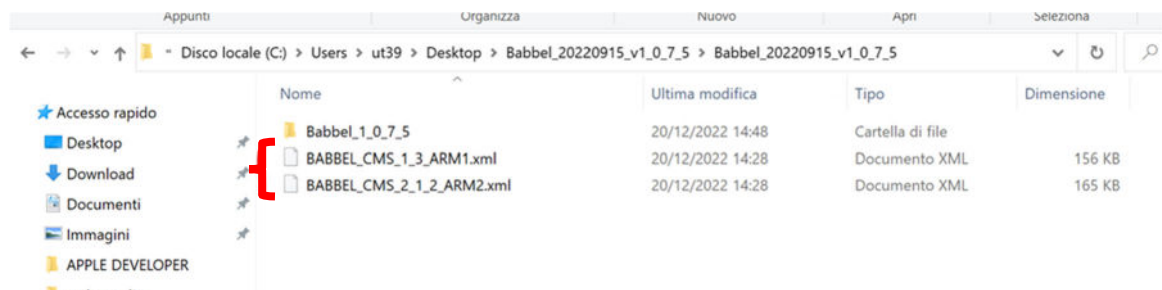 Appunti Organizza Nuovo Apri Seleziona
Disco locale (C:) > Users > ut39 > Desktop > Babbel_20220915_v1_0_7_5 > Babbel_20220915_v1_0_7_5
Nome Ultima modifica Tipo Dimensione
Accesso rapido
Desktop
Download
Documenti
Immagini
APPLE DEVELOPER
Babbel_1_0_7_5 20/12/2022 14:48 Cartella di file
BABBEL_CMS_1_3_ARM1.xml 20/12/2022 14:28 Documento XML 156 KB
BABBEL_CMS_2_1_2_ARM2.xml 20/12/2022 14:28 Documento XML 165 KB